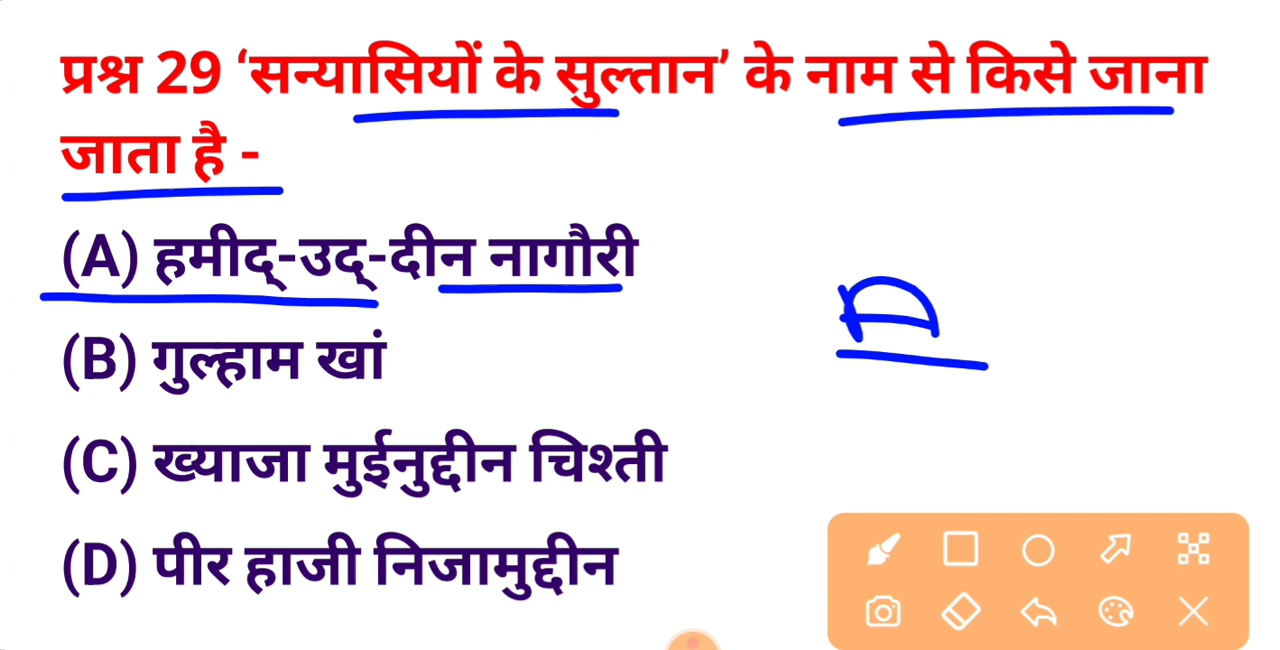 प्रश्न 29 ‘सन्यासियों के सुल्तान’ के नाम से किसे जाना
जाता है -
(A) हमीद्-उद्-दीन नागौरी
(B) गुल्हाम खां
(C) ख्याजा मुईनुद्दीन चिश्ती
(D) पीर हाजी निजामुद्दीन